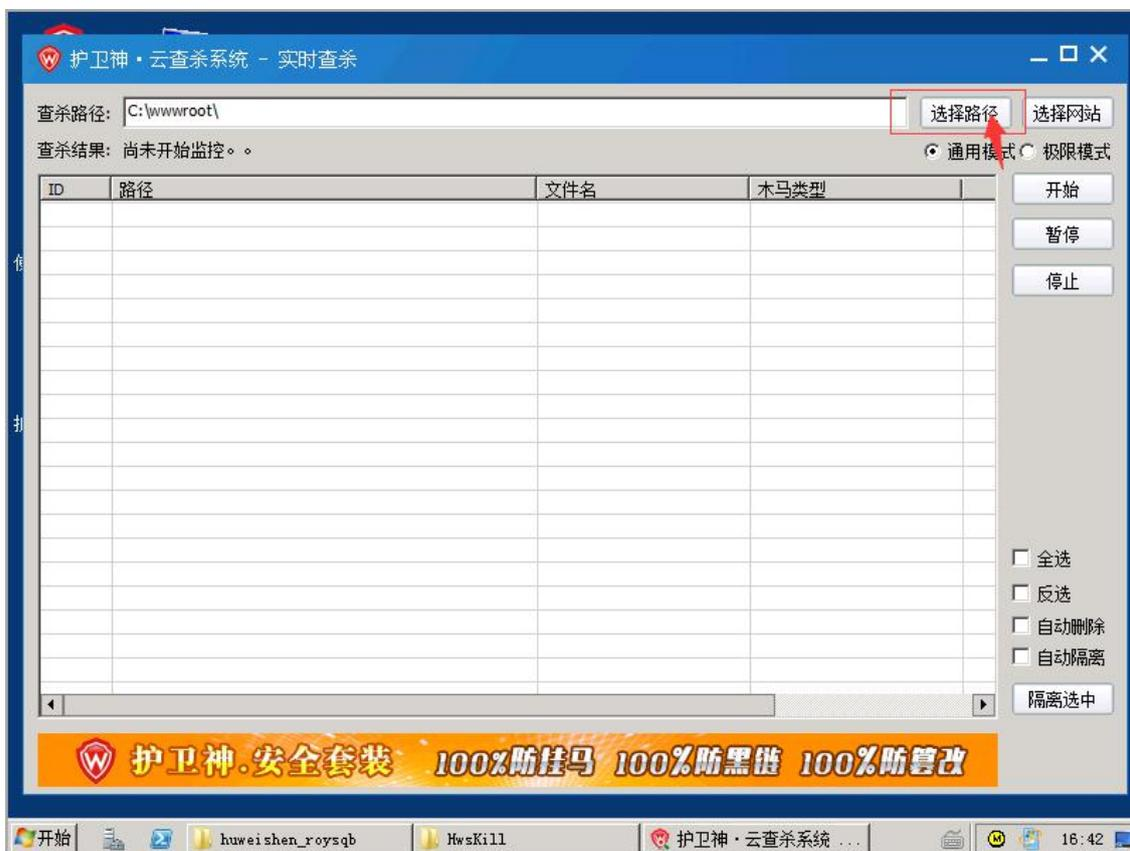 护卫神·云查杀系统 - 实时查杀
查杀路径: C:\wwwroot\ 选择路径 选择网站
查杀结果: 尚未开始监控。。 通用模式 极限模式
ID 路径 文件名 木马类型 开始
暂停
停止
全选
反选
自动删除
自动隔离
隔离选中
护卫神.安全套装 100%防挂马 100%防黑链 100%防篡改
开始 huweishen_roysqb HwsKill 护卫神·云查杀系统 ... 16:42